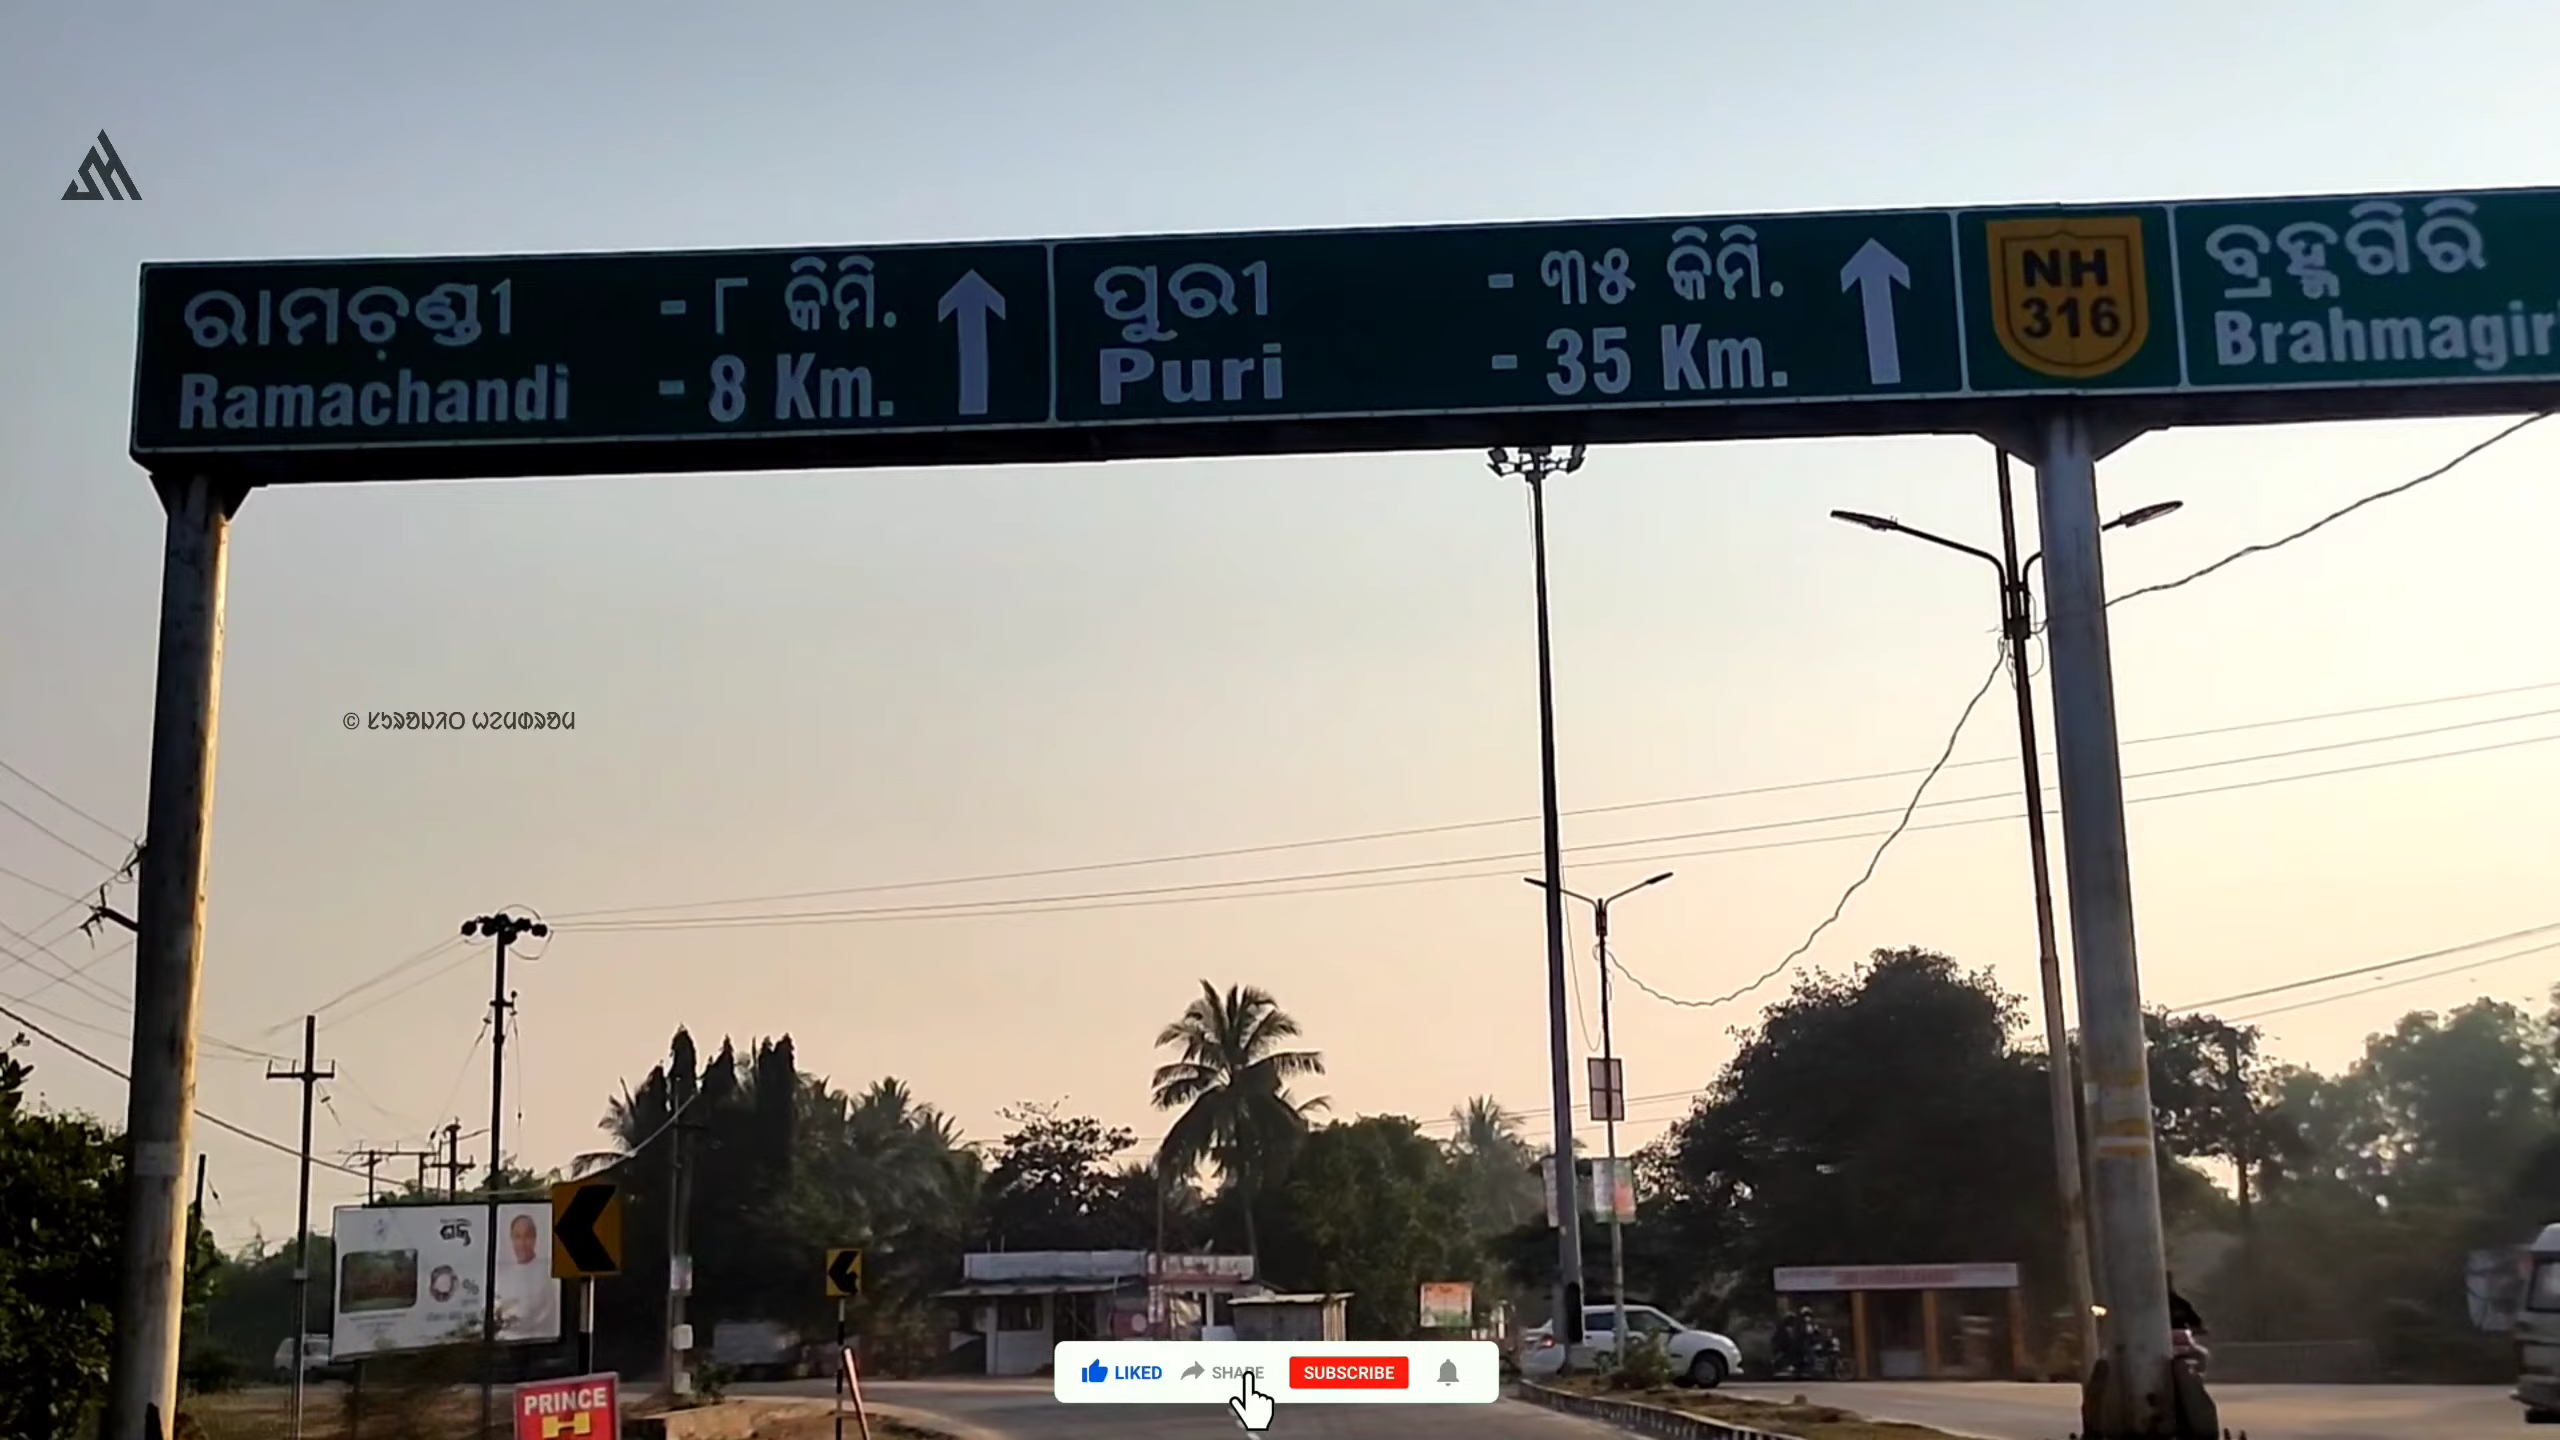 ରାମଚଣ୍ଡୀ - ୮ କିମି.
Ramachandi - 8 Km.
ପୁରୀ - ୩୫ କିମି.
Puri - 35 Km.
NH
316
ବ୍ରହ୍ମଗିରି
Brahmagir
PRINCE
H
LIKED SHARE SUBSCRIBE